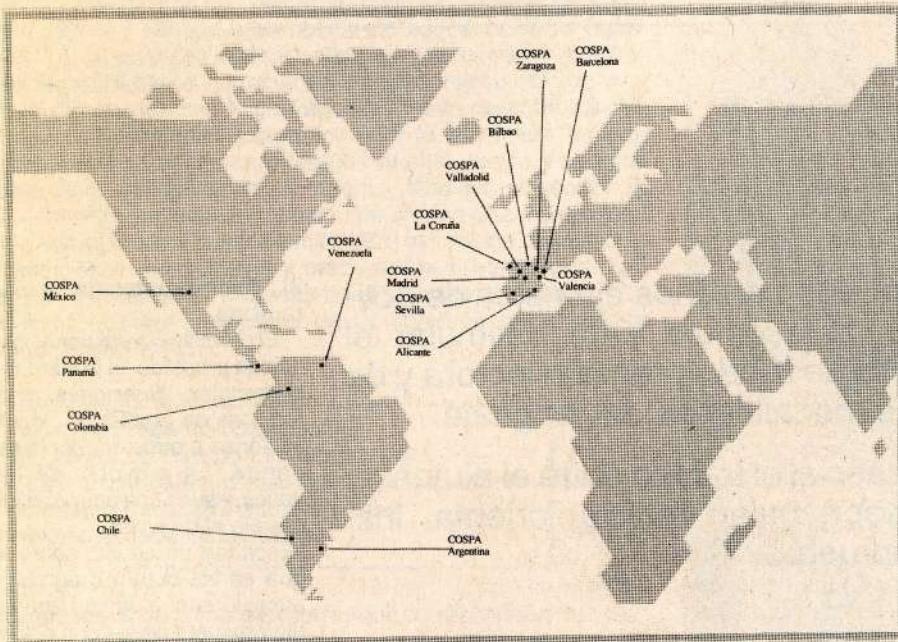 COSPA
Zaragoza
COSPA
Barcelona
COSPA
Bilbao
COSPA
Valladolid
COSPA
La Coruña
COSPA
Venezuela
COSPA
Madrid
COSPA
Valencia
COSPA
México
COSPA
Sevilla
COSPA
Alicante
COSPA
Panamá
COSPA
Colombia
COSPA
Chile
COSPA
Argentina